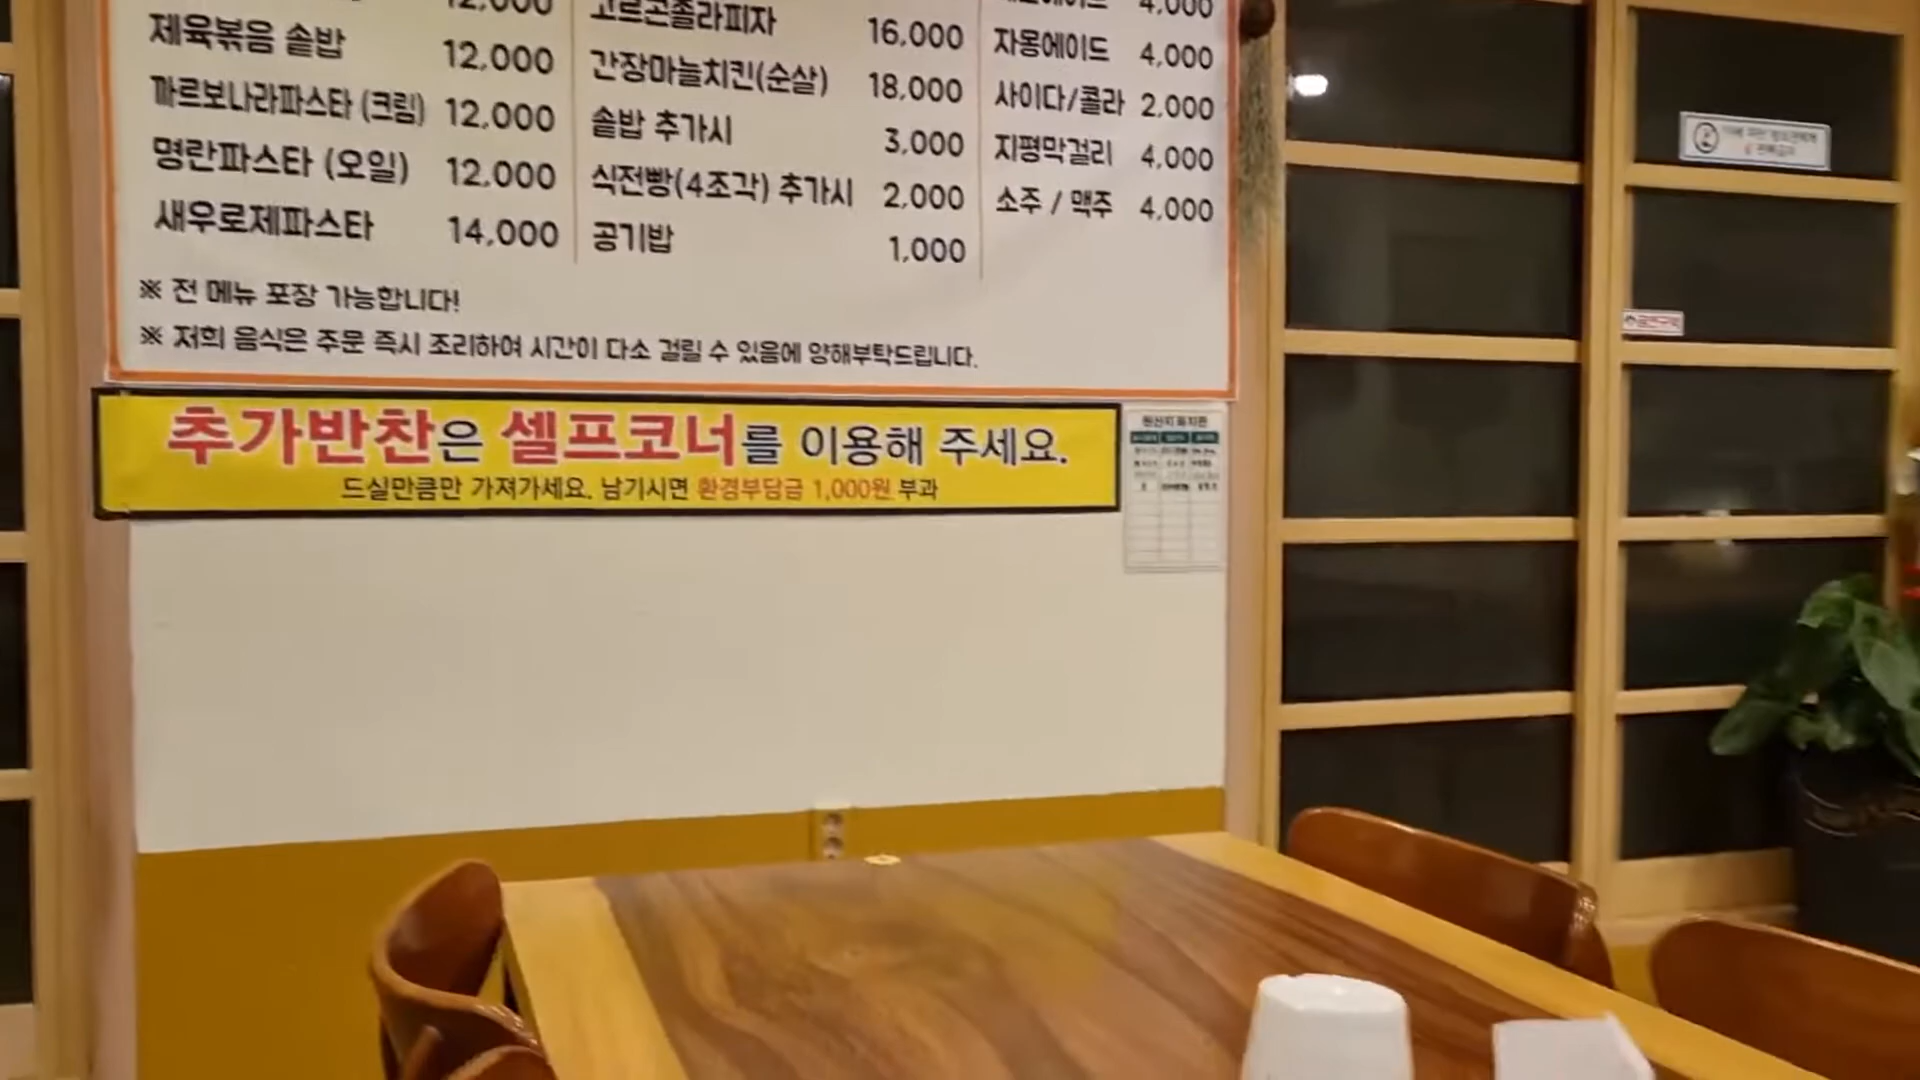 12,000
제육볶음 솥밥 12,000
까르보나라파스타 (크림) 12,000
명란파스타 (오일) 12,000
새우로제파스타 14,000
고르곤졸라피자 16,000
간장마늘치킨(순살) 18,000
솥밥 추가시 3,000
식전빵(4조각) 추가시 2,000
공기밥 1,000
4,000
자몽에이드 4,000
사이다/콜라 2,000
지평막걸리 4,000
소주 / 맥주 4,000
※ 전 메뉴 포장 가능합니다!
※ 저희 음식은 주문 즉시 조리하여 시간이 다소 걸릴 수 있음에 양해부탁드립니다.
추가반찬은 셀프코너를 이용해 주세요.
드실만큼만 가져가세요. 남기시면 환경부담금 1,000원 부과
원산지 표지판